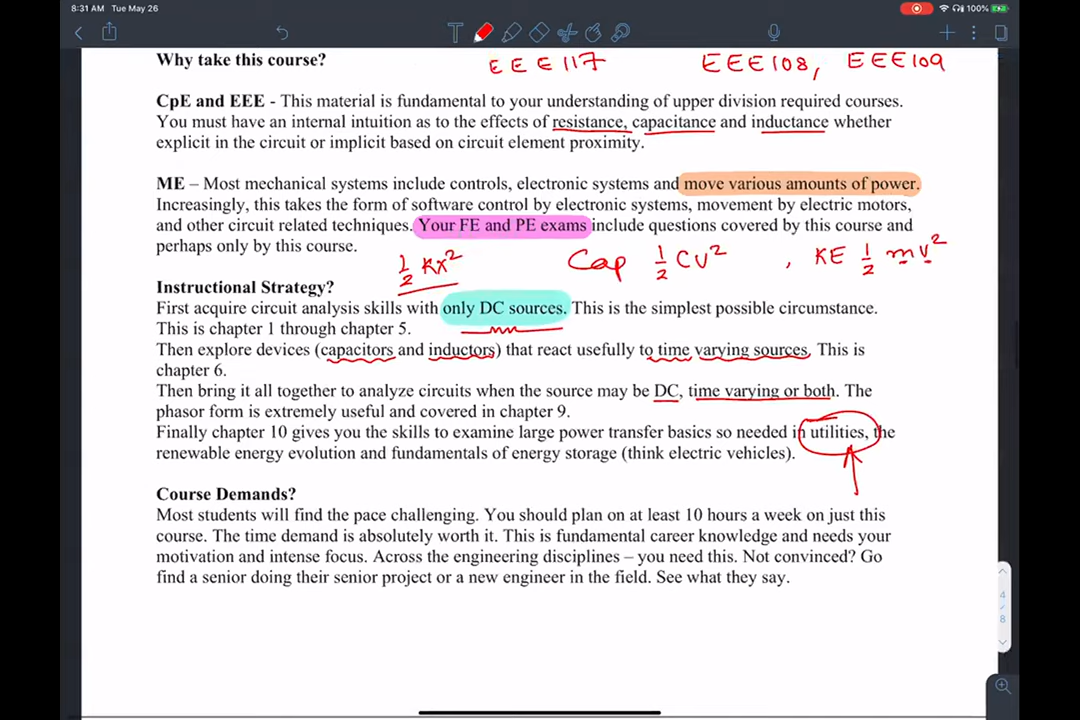 8:31 AM Tue May 26
100%
Why take this course?
EEE117 EEE108, EEE109
CpE and EEE - This material is fundamental to your understanding of upper division required courses.
You must have an internal intuition as to the effects of resistance, capacitance and inductance whether
explicit in the circuit or implicit based on circuit element proximity.
ME – Most mechanical systems include controls, electronic systems and move various amounts of power.
Increasingly, this takes the form of software control by electronic systems, movement by electric motors,
and other circuit related techniques. Your FE and PE exams include questions covered by this course and
perhaps only by this course.
½ Kx² Cap ½ CV² , KE ½ mv²
Instructional Strategy?
First acquire circuit analysis skills with only DC sources. This is the simplest possible circumstance.
This is chapter 1 through chapter 5.
Then explore devices (capacitors and inductors) that react usefully to time varying sources. This is
chapter 6.
Then bring it all together to analyze circuits when the source may be DC, time varying or both. The
phasor form is extremely useful and covered in chapter 9.
Finally chapter 10 gives you the skills to examine large power transfer basics so needed in utilities, the
renewable energy evolution and fundamentals of energy storage (think electric vehicles).
Course Demands?
Most students will find the pace challenging. You should plan on at least 10 hours a week on just this
course. The time demand is absolutely worth it. This is fundamental career knowledge and needs your
motivation and intense focus. Across the engineering disciplines – you need this. Not convinced? Go
find a senior doing their senior project or a new engineer in the field. See what they say.
4
/
8